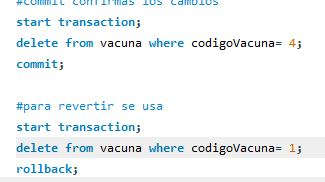 #commit confirmas los cambios
start transaction;
delete from vacuna where codigoVacuna= 4;
commit;
#para revertir se usa
start transaction;
delete from vacuna where codigoVacuna= 1;
rollback;